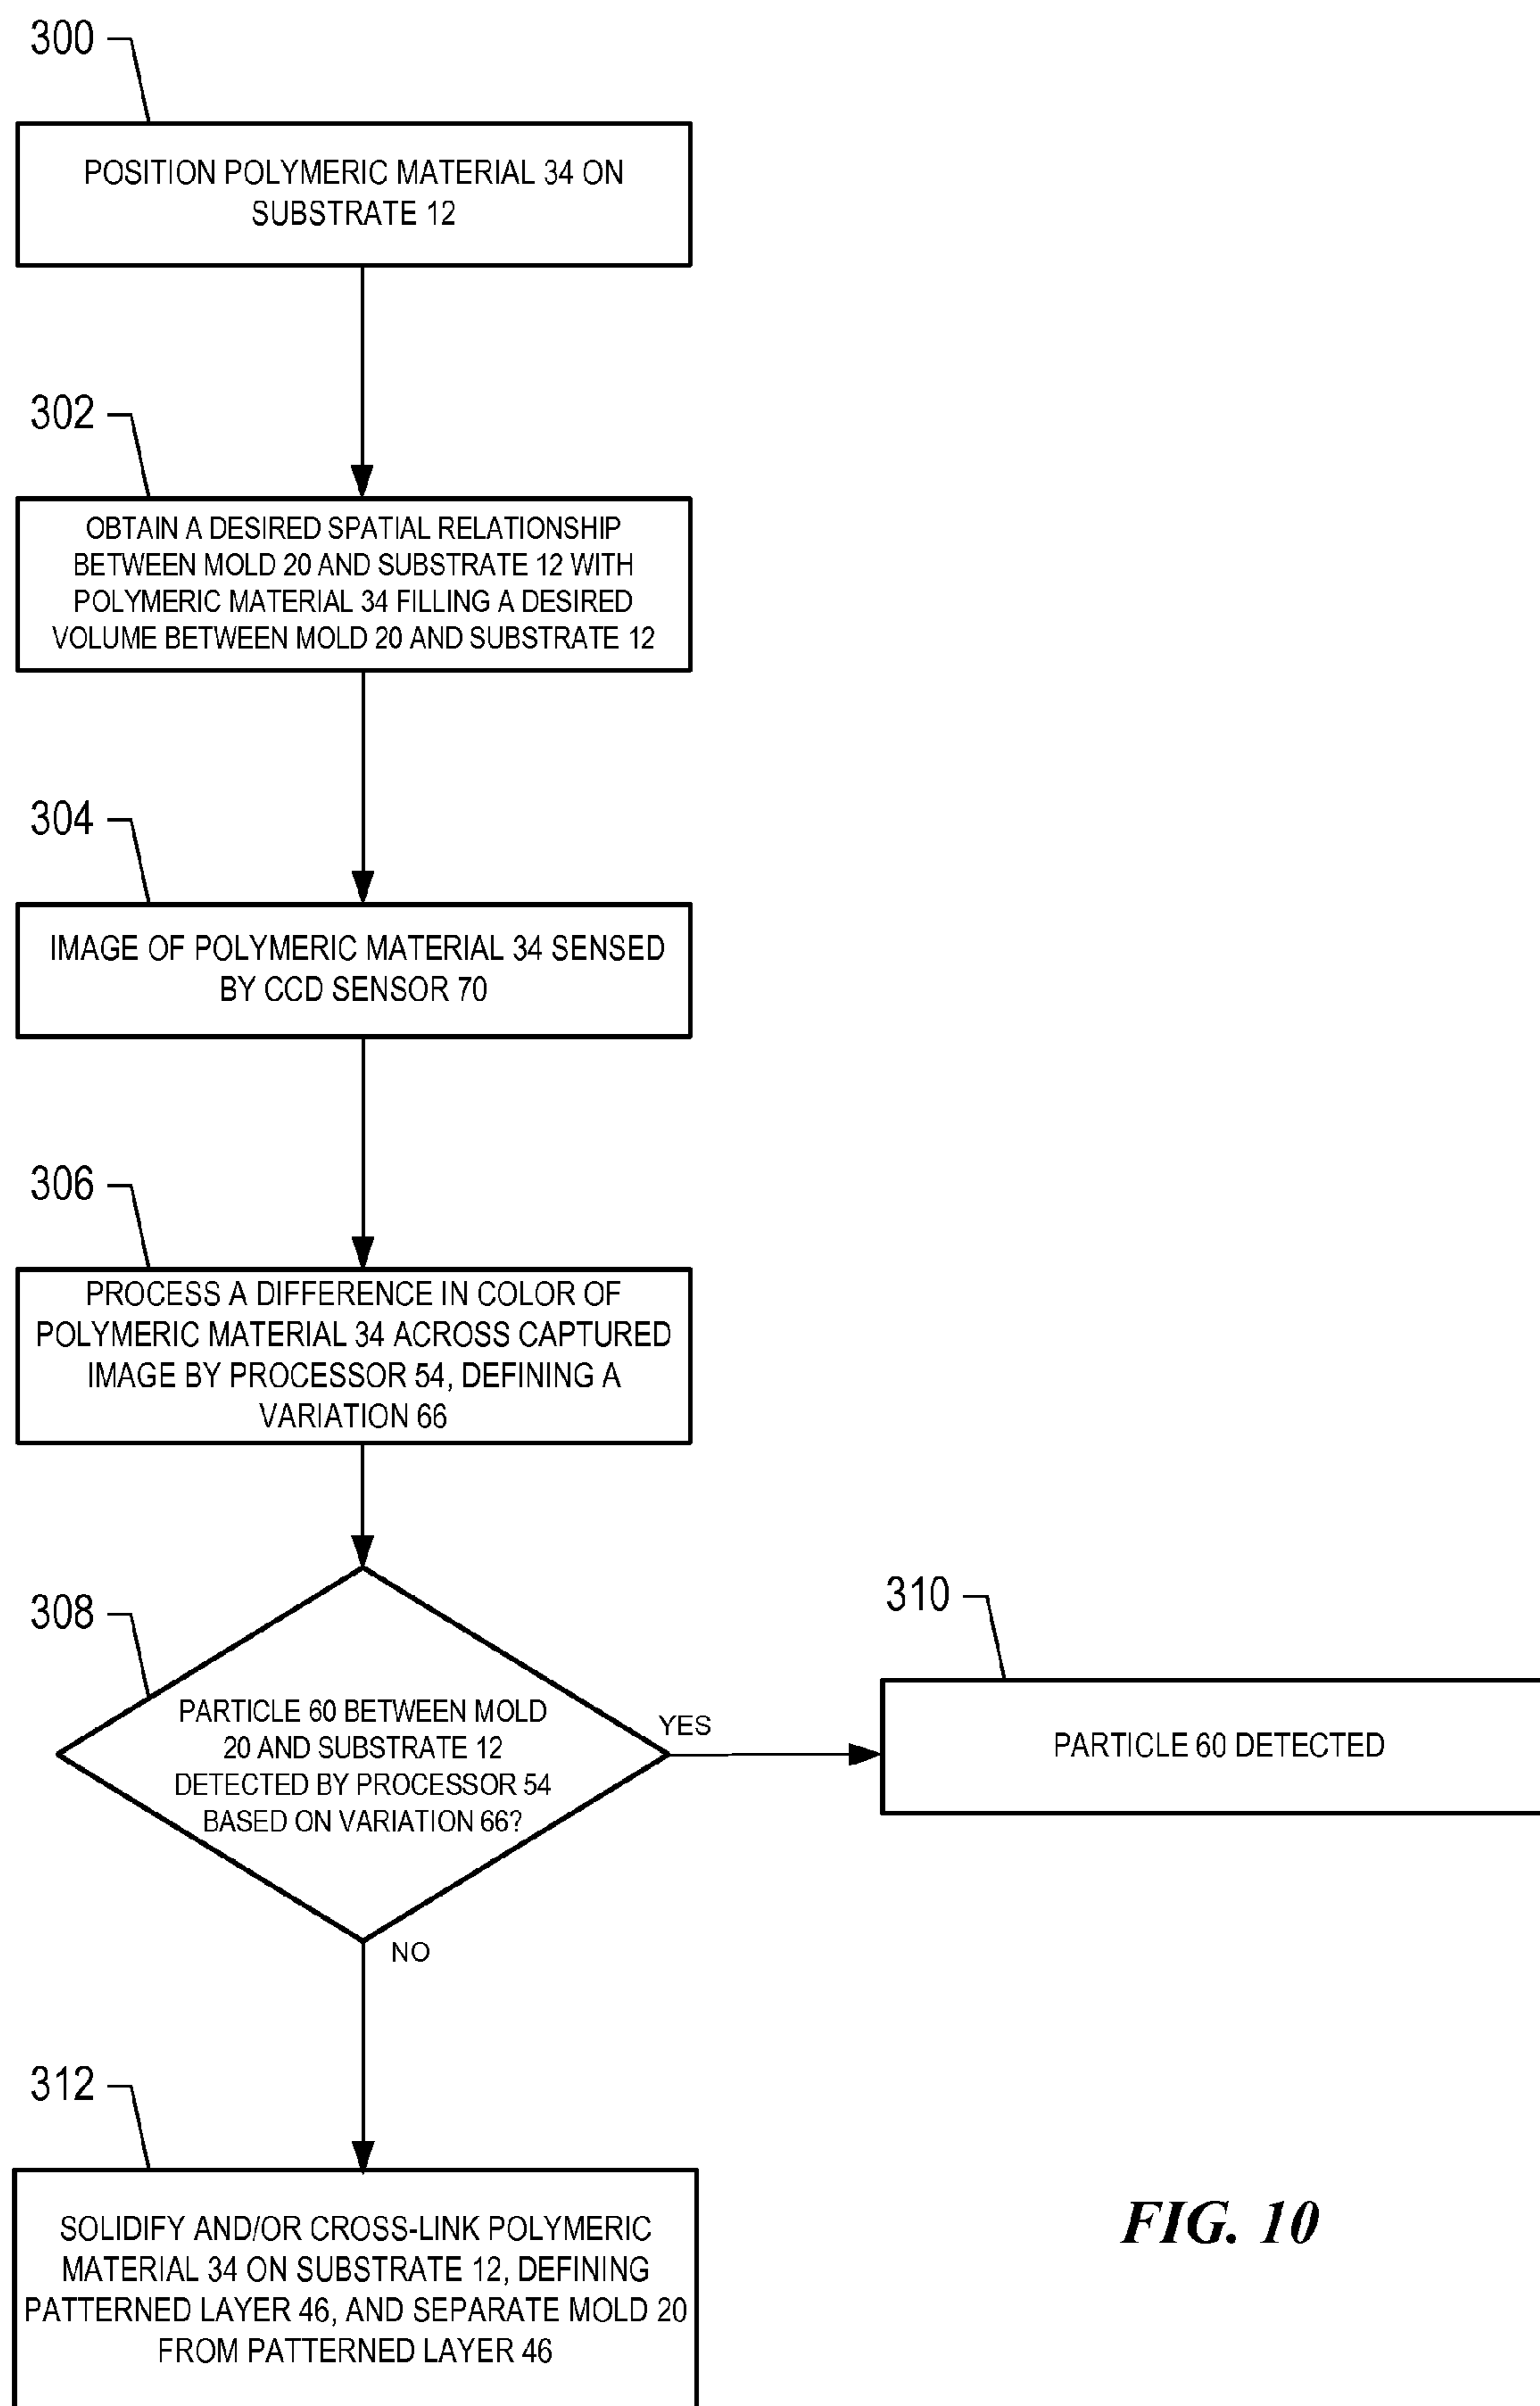 300
POSITION POLYMERIC MATERIAL 34 ON
SUBSTRATE 12
302
OBTAIN A DESIRED SPATIAL RELATIONSHIP
BETWEEN MOLD 20 AND SUBSTRATE 12 WITH
POLYMERIC MATERIAL 34 FILLING A DESIRED
VOLUME BETWEEN MOLD 20 AND SUBSTRATE 12
304
IMAGE OF POLYMERIC MATERIAL 34 SENSED
BY CCD SENSOR 70
306
PROCESS A DIFFERENCE IN COLOR OF
POLYMERIC MATERIAL 34 ACROSS CAPTURED
IMAGE BY PROCESSOR 54, DEFINING A
VARIATION 66
308
PARTICLE 60 BETWEEN MOLD
20 AND SUBSTRATE 12
DETECTED BY PROCESSOR 54
BASED ON VARIATION 66?
YES
310
PARTICLE 60 DETECTED
NO
312
SOLIDIFY AND/OR CROSS-LINK POLYMERIC
MATERIAL 34 ON SUBSTRATE 12, DEFINING
PATTERNED LAYER 46, AND SEPARATE MOLD 20
FROM PATTERNED LAYER 46
FIG. 10